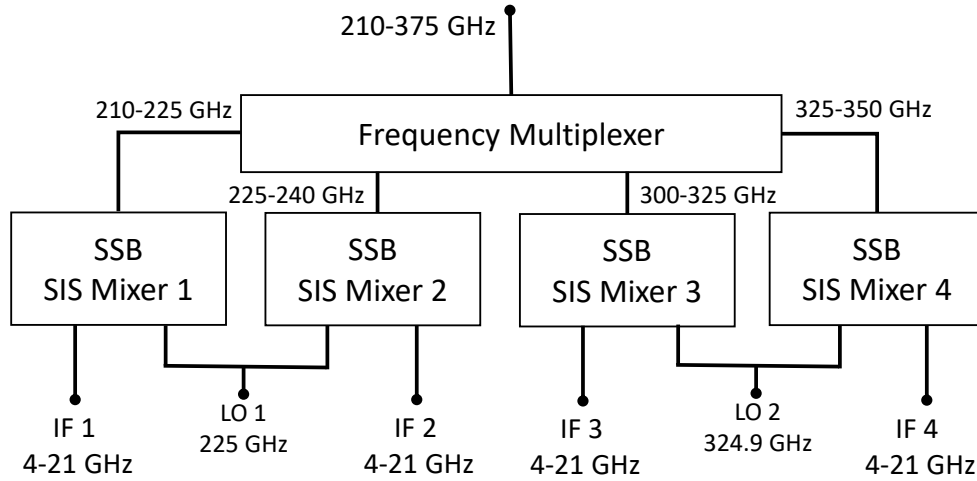 210-375 GHz
210-225 GHz
325-350 GHz
Frequency Multiplexer
225-240 GHz
300-325 GHz
SSB
SIS Mixer 1
SSB
SIS Mixer 2
SSB
SIS Mixer 3
SSB
SIS Mixer 4
IF 1
4-21 GHz
LO 1
225 GHz
IF 2
4-21 GHz
IF 3
4-21 GHz
LO 2
324.9 GHz
IF 4
4-21 GHz